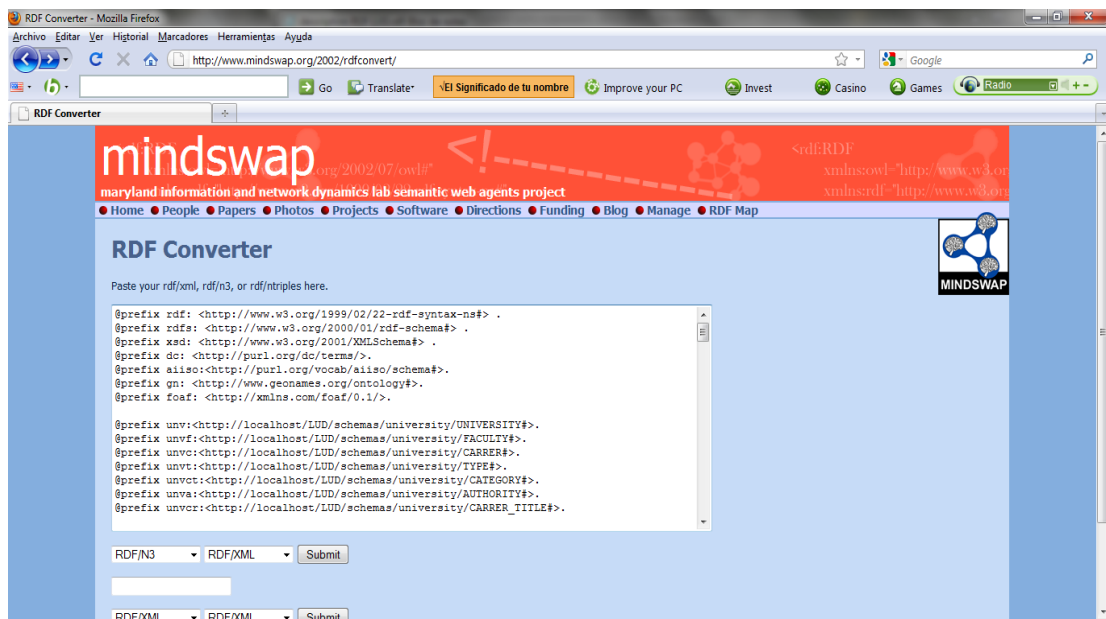 RDF Converter - Mozilla Firefox
Archivo Editar Ver Historial Marcadores Herramientas Ayuda
http://www.mindswap.org/2002/rdfconvert/
Google
Go Translate √El Significado de tu nombre Improve your PC Invest Casino Games Radio
RDF Converter
mindswap
.org/2002/07/owl#"
<!
<rdf:RDF
xmlns:owl="http://www.w3.or
xmlns:rdf="http://www.w3.org
maryland information and network dynamics lab semantic web agents project
Home People Papers Photos Projects Software Directions Funding Blog Manage RDF Map
RDF Converter
MINDSWAP
Paste your rdf/xml, rdf/n3, or rdf/ntriples here.
@prefix rdf: <http://www.w3.org/1999/02/22-rdf-syntax-ns#> .
@prefix rdfs: <http://www.w3.org/2000/01/rdf-schema#> .
@prefix xsd: <http://www.w3.org/2001/XMLSchema#> .
@prefix dc: <http://purl.org/dc/terms/>.
@prefix aiiso:<http://purl.org/vocab/aiiso/schema#>.
@prefix gn: <http://www.geonames.org/ontology#>.
@prefix foaf: <http://xmlns.com/foaf/0.1/>.
@prefix unv:<http://localhost/LUD/schemas/university/UNIVERSITY#>.
@prefix unvf:<http://localhost/LUD/schemas/university/FACULTY#>.
@prefix unvc:<http://localhost/LUD/schemas/university/CARRER#>.
@prefix unvt:<http://localhost/LUD/schemas/university/TYPE#>.
@prefix unvct:<http://localhost/LUD/schemas/university/CATEGORY#>.
@prefix unva:<http://localhost/LUD/schemas/university/AUTHORITY#>.
@prefix unvcr:<http://localhost/LUD/schemas/university/CARRER_TITLE#>.
RDF/N3 RDF/XML Submit
RDF/XML RDF/XML Submit